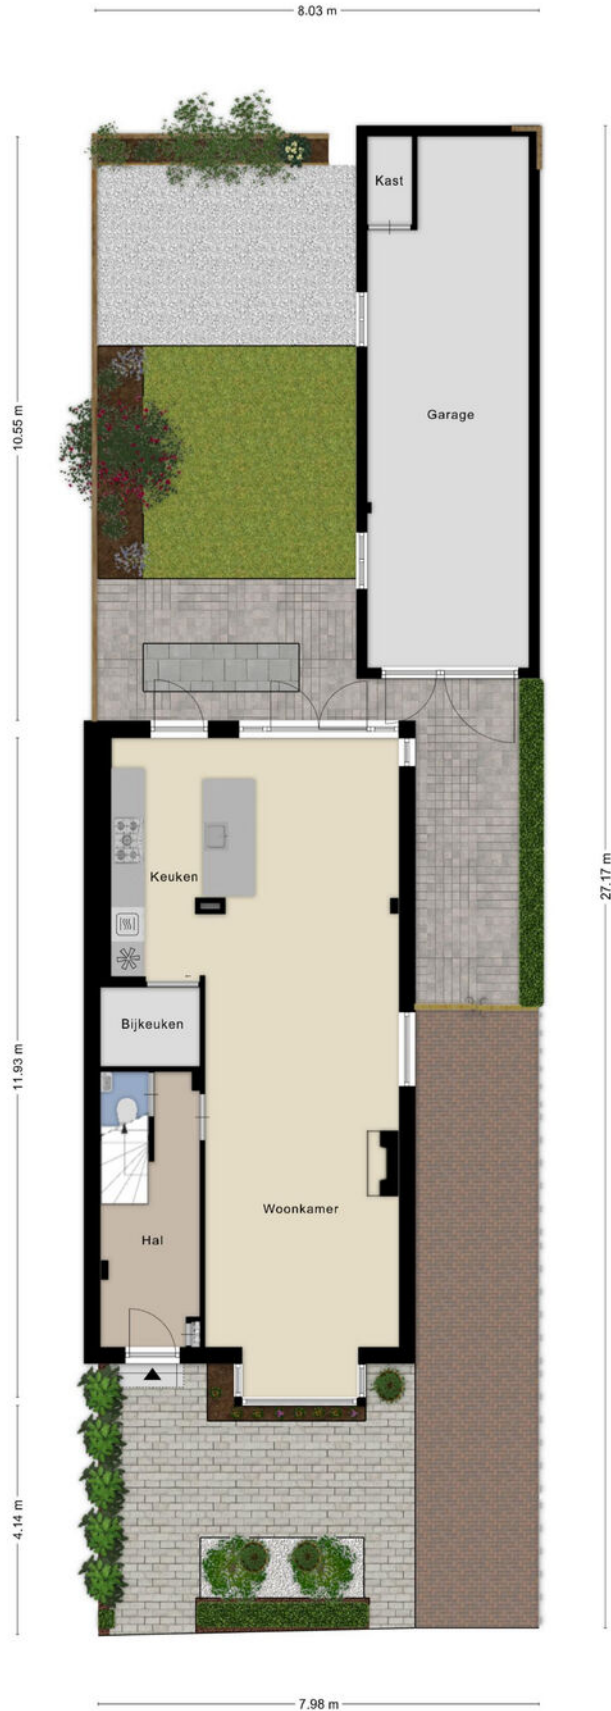 8.03 m
Kast
10.55 m
Garage
27.17 m
Keuken
Bijkeuken
11.93 m
Woonkamer
Hal
4.14 m
7.98 m